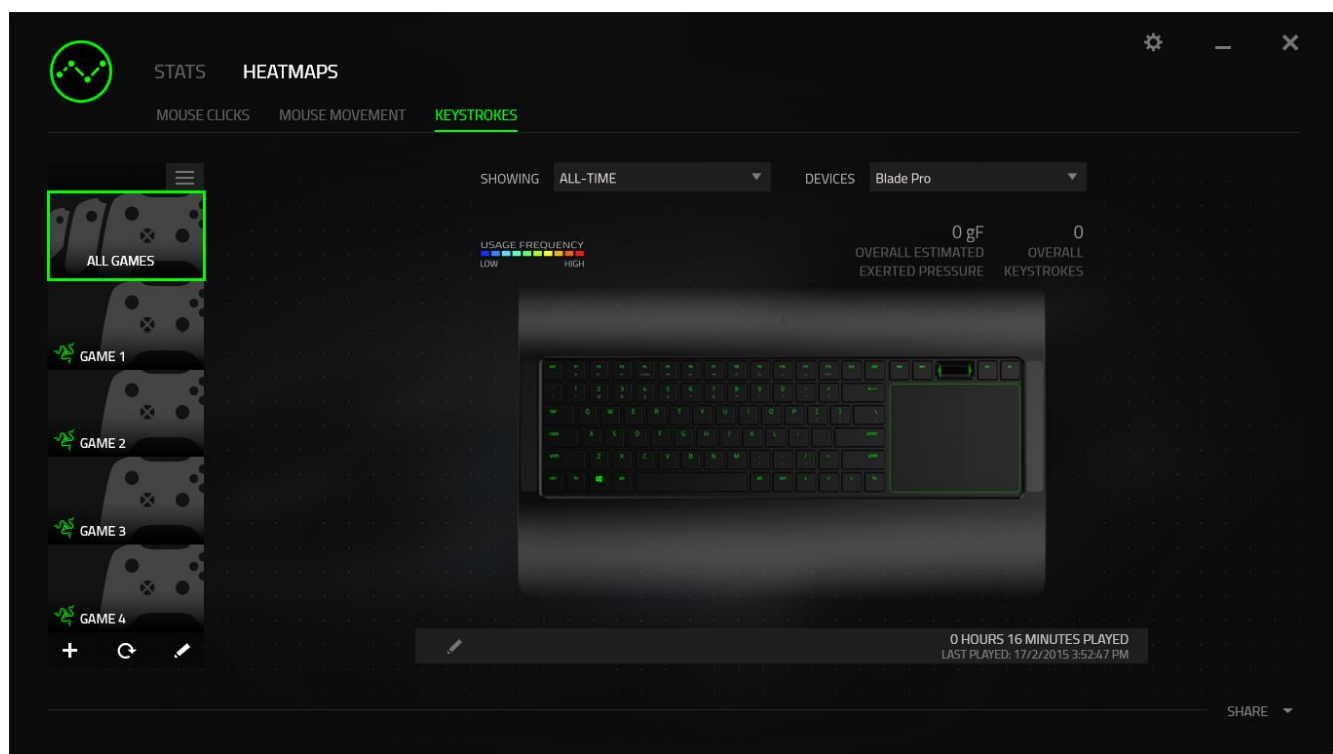 STATS HEATMAPS
MOUSE CLICKS MOUSE MOVEMENT KEYSTROKES
SHOWING ALL-TIME DEVICES Blade Pro
ALL GAMES
GAME 1
GAME 2
GAME 3
GAME 4
USAGE FREQUENCY
LOW HIGH
0 gF
OVERALL ESTIMATED
EXERTED PRESSURE
0
OVERALL
KEYSTROKES
Q W E R T Y U I O P
A S D F G H J K L
Z X C V B N M
0 HOURS 16 MINUTES PLAYED
LAST PLAYED: 17/2/2015 3:52:47 PM
SHARE